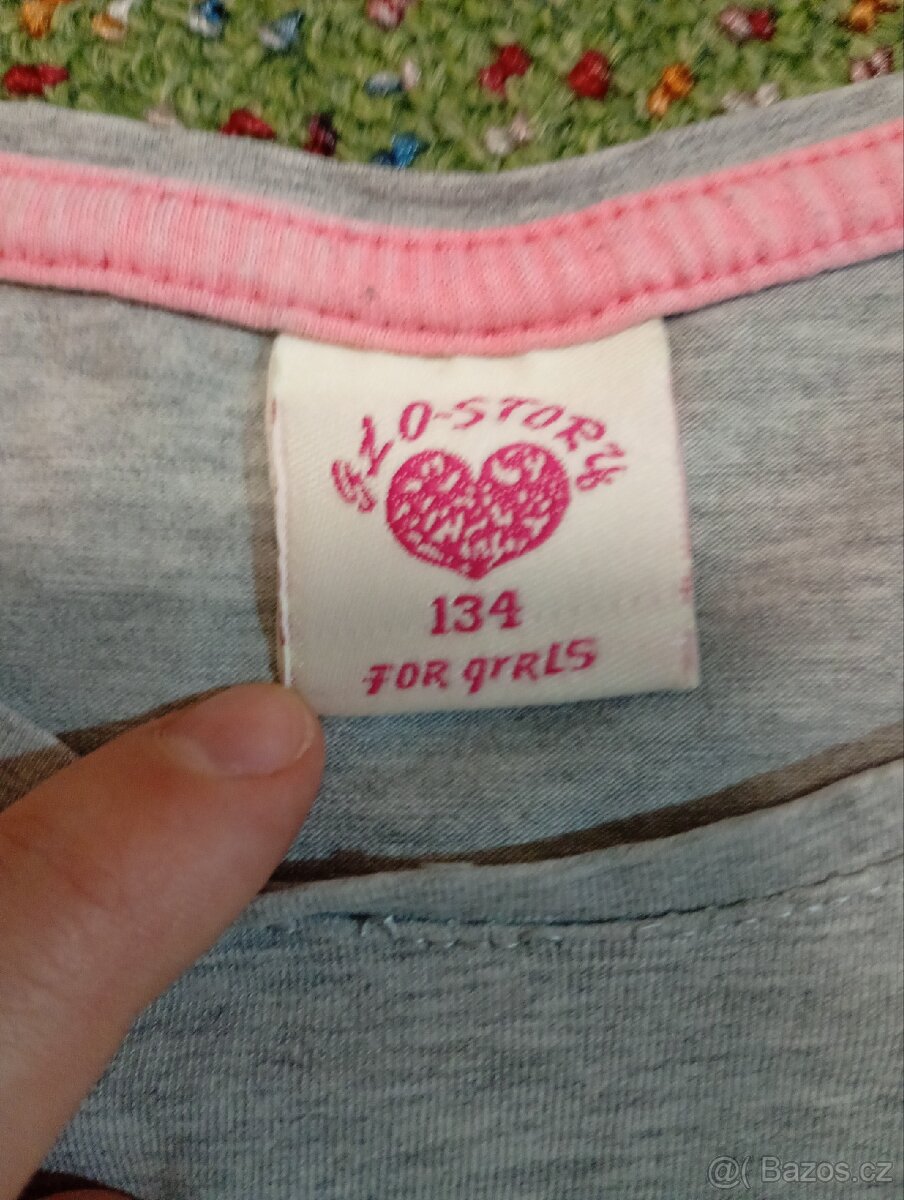 glo-story
134
FOR girls
@( Bazos.cz